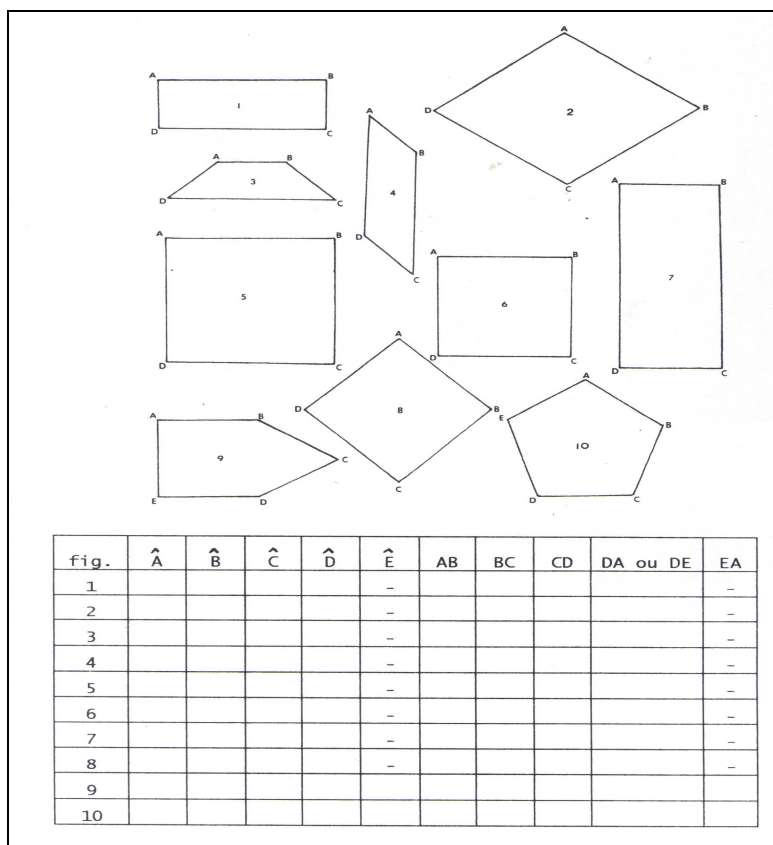 A
A B
1
D C
D 2 B
C
A
B
4
D
C
A B
3
D C
A B
5
D C
A B
6
D C
A B
7
D C
A
D 8 B
C
A B
9 C
E D
A
E B
10
D C
fig. Â B̂ Ĉ D̂ Ê AB BC CD DA ou DE EA
1 – –
2 – –
3 – –
4 – –
5 – –
6 – –
7 – –
8 – –
9
10